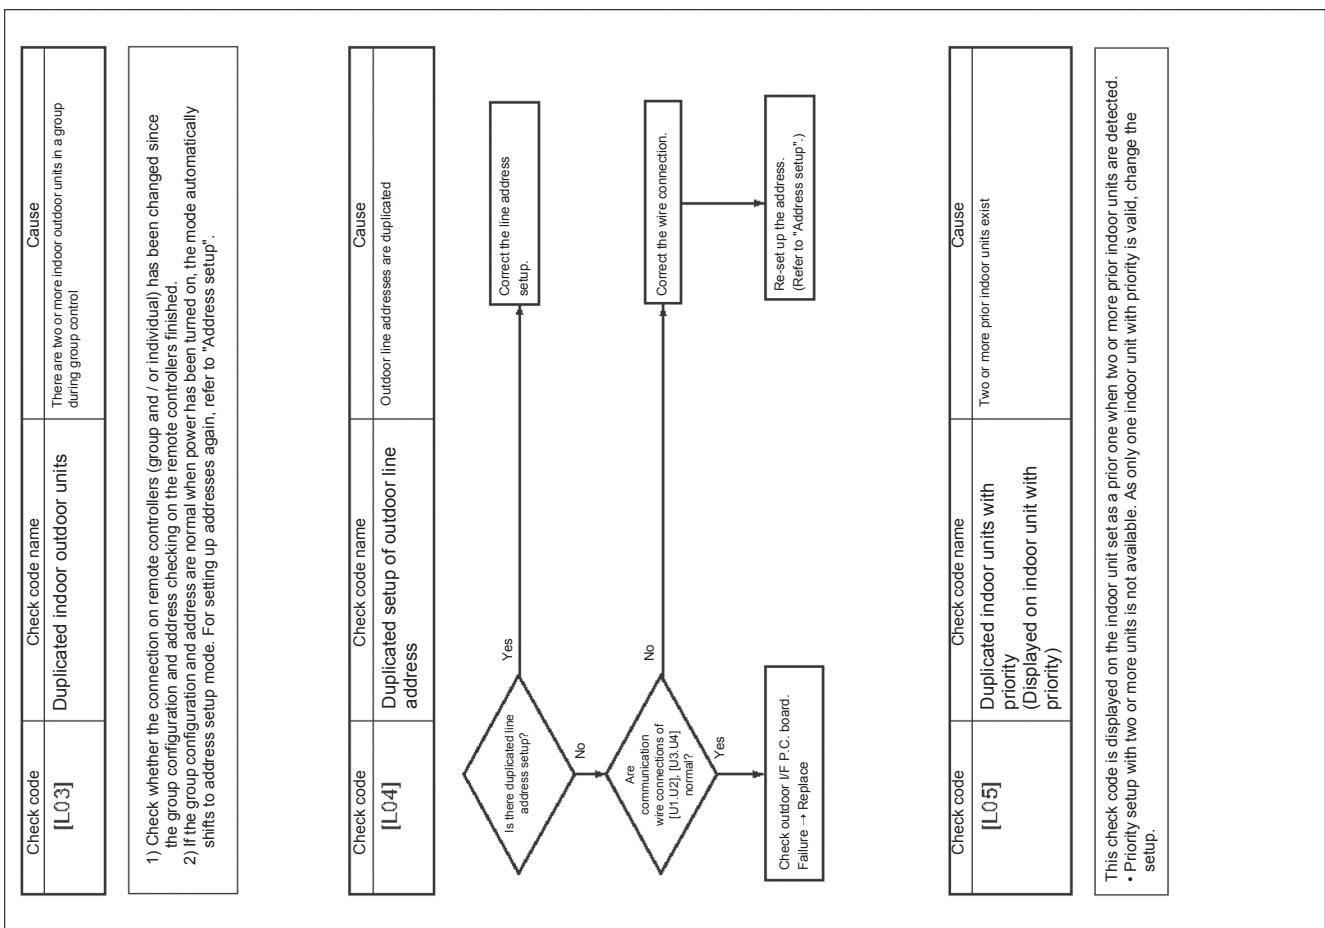 Check code
Check code name
Cause
[L03]
Duplicated indoor outdoor units
There are two or more indoor outdoor units in a group
during group control
1) Check whether the connection on remote controllers (group and / or individual) has been changed since
the group configuration and address checking on the remote controllers finished.
2) If the group configuration and address are normal when power has been turned on, the mode automatically
shifts to address setup mode. For setting up addresses again, refer to "Address setup".
Check code
Check code name
Cause
[L04]
Duplicated setup of outdoor line
address
Outdoor line addresses are duplicated
Is there duplicated line
address setup?
Yes
Correct the line address
setup.
No
Are
communication
wire connections of
[U1.U2], [U3.U4]
normal?
No
Correct the wire connection.
Re-set up the address.
(Refer to "Address setup".)
Yes
Check outdoor I/F P.C. board.
Failure → Replace
Check code
Check code name
Cause
[L05]
Duplicated indoor units with
priority
(Displayed on indoor unit with
priority)
Two or more prior indoor units exist
This check code is displayed on the indoor unit set as a prior one when two or more prior indoor units are detected.
• Priority setup with two or more units is not available. As only one indoor unit with priority is valid, change the
setup.